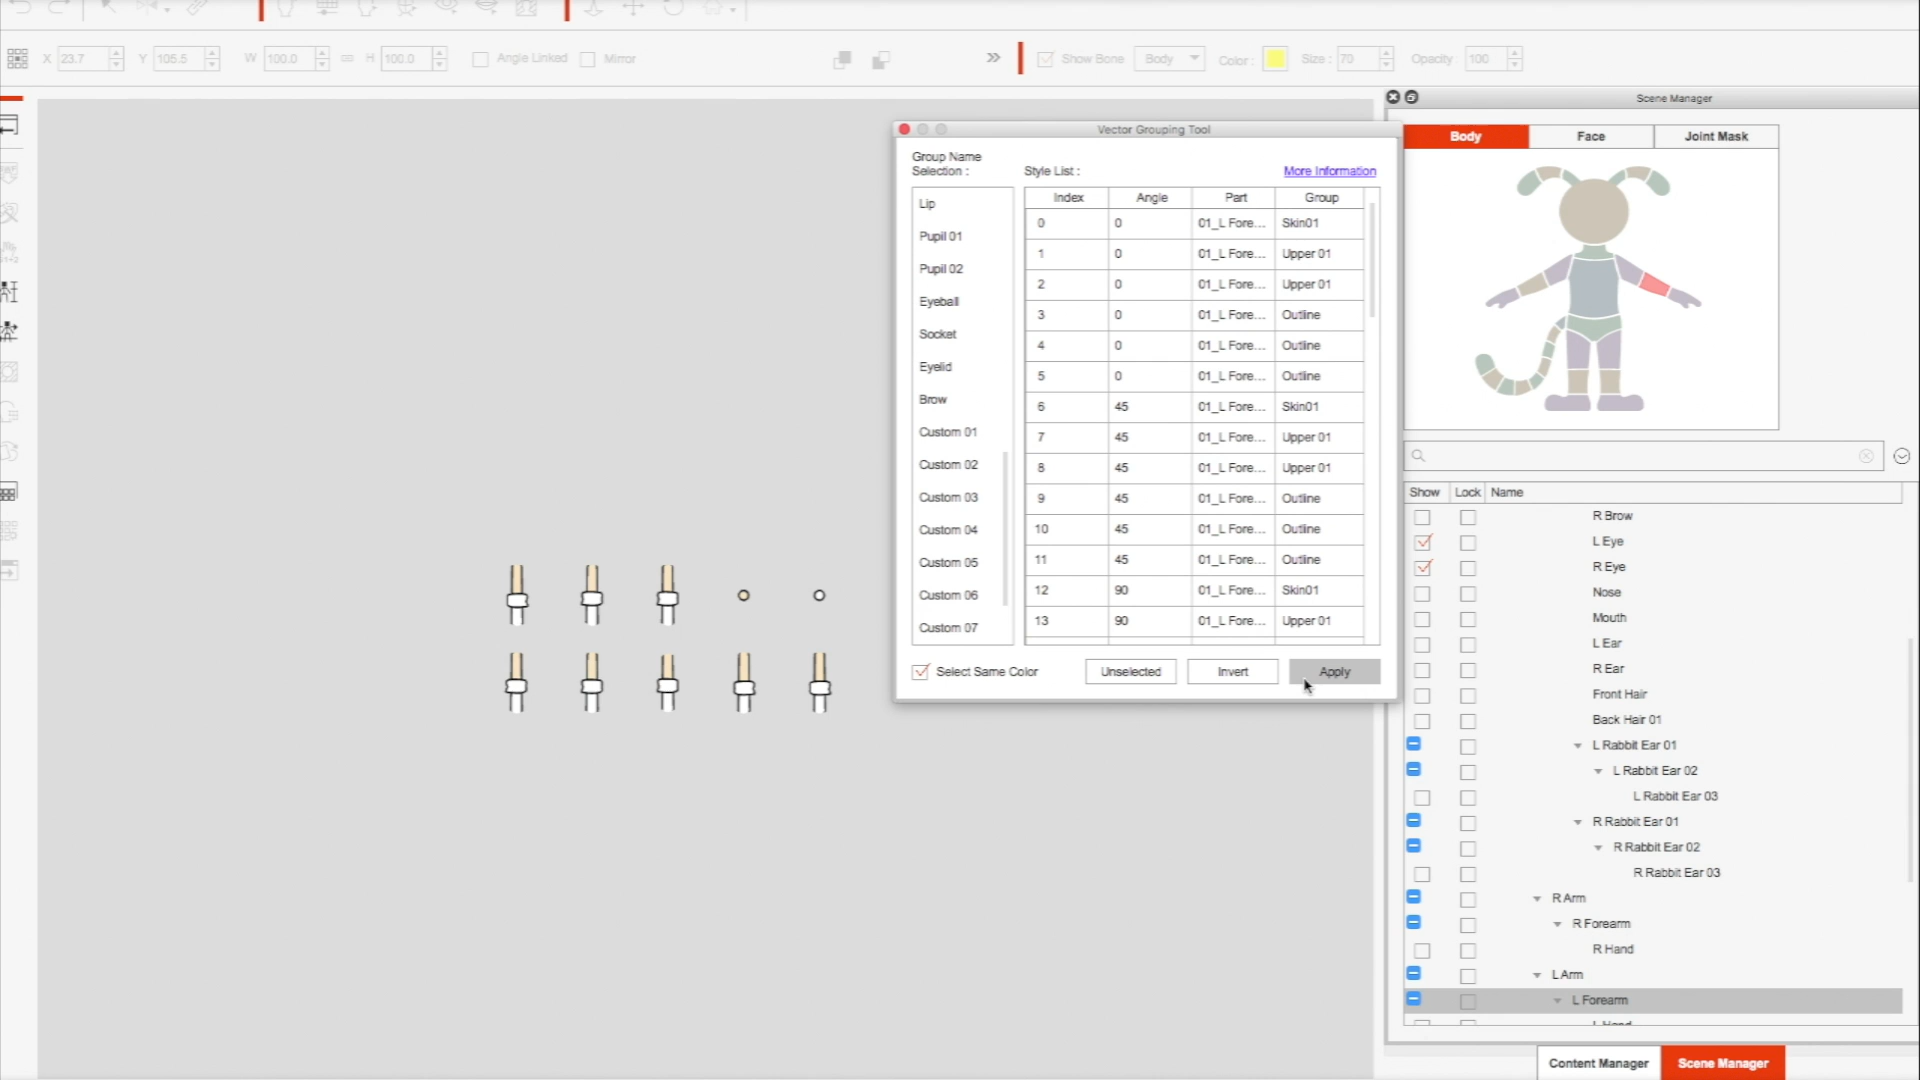 X 23.7 Y 105.5 W 100.0 H 100.0 Angle Linked Mirror » Show Bone Body Color : Size : 70 Opacity 100
Scene Manager
Vector Grouping Tool
Body Face Joint Mask
Group Name
Selection : Style List : More Information
Index Angle Part Group
Lip
Pupil 01
Pupil 02
Eyeball
Socket
Eyelid
Brow
Custom 01
Custom 02
Custom 03
Custom 04
Custom 05
Custom 06
Custom 07
0 0 01_L Fore... Skin01
1 0 01_L Fore... Upper 01
2 0 01_L Fore... Upper 01
3 0 01_L Fore... Outline
4 0 01_L Fore... Outline
5 0 01_L Fore... Outline
6 45 01_L Fore... Skin01
7 45 01_L Fore... Upper 01
8 45 01_L Fore... Upper 01
9 45 01_L Fore... Outline
10 45 01_L Fore... Outline
11 45 01_L Fore... Outline
12 90 01_L Fore... Skin01
13 90 01_L Fore... Upper 01
Select Same Color Unselected Invert Apply
Show Lock Name
R Brow
L Eye
R Eye
Nose
Mouth
L Ear
R Ear
Front Hair
Back Hair 01
L Rabbit Ear 01
L Rabbit Ear 02
L Rabbit Ear 03
R Rabbit Ear 01
R Rabbit Ear 02
R Rabbit Ear 03
R Arm
R Forearm
R Hand
L Arm
L Forearm
L Hand
Content Manager Scene Manager